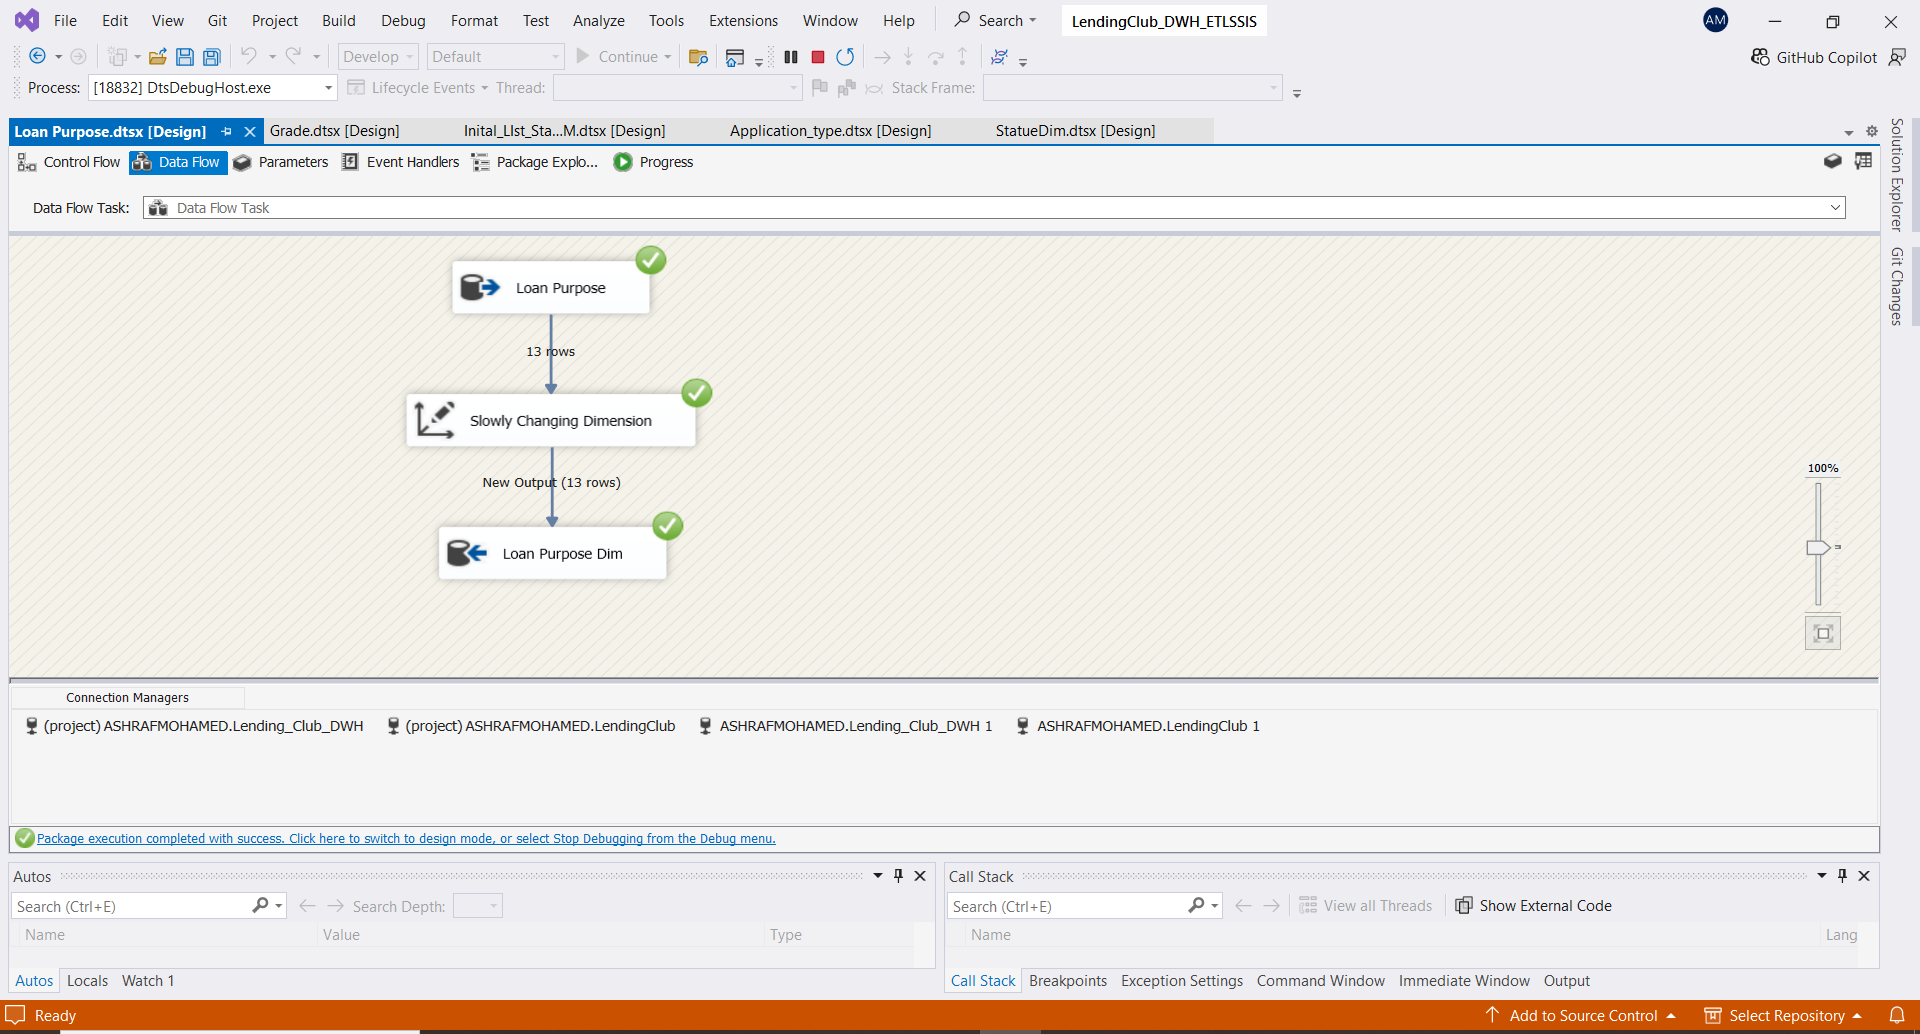 File Edit View Git Project Build Debug Format Test Analyze Tools Extensions Window Help Search LendingClub_DWH_ETLSSIS AM
Develop Default Continue GitHub Copilot
Process: [18832] DtsDebugHost.exe Lifecycle Events Thread: Stack Frame:
Loan Purpose.dtsx [Design] Grade.dtsx [Design] Inital_LIst_Sta...M.dtsx [Design] Application_type.dtsx [Design] StatueDim.dtsx [Design]
Control Flow Data Flow Parameters Event Handlers Package Explo... Progress
Data Flow Task: Data Flow Task
Solution Explorer
Git Changes
Loan Purpose
13 rows
Slowly Changing Dimension
New Output (13 rows)
Loan Purpose Dim
100%
Connection Managers
(project) ASHRAFMOHAMED.Lending_Club_DWH (project) ASHRAFMOHAMED.LendingClub ASHRAFMOHAMED.Lending_Club_DWH 1 ASHRAFMOHAMED.LendingClub 1
Package execution completed with success. Click here to switch to design mode, or select Stop Debugging from the Debug menu.
Autos
Search (Ctrl+E) Search Depth:
Name Value Type
Autos Locals Watch 1
Call Stack
Search (Ctrl+E) View all Threads Show External Code
Name Lang
Call Stack Breakpoints Exception Settings Command Window Immediate Window Output
Ready Add to Source Control Select Repository